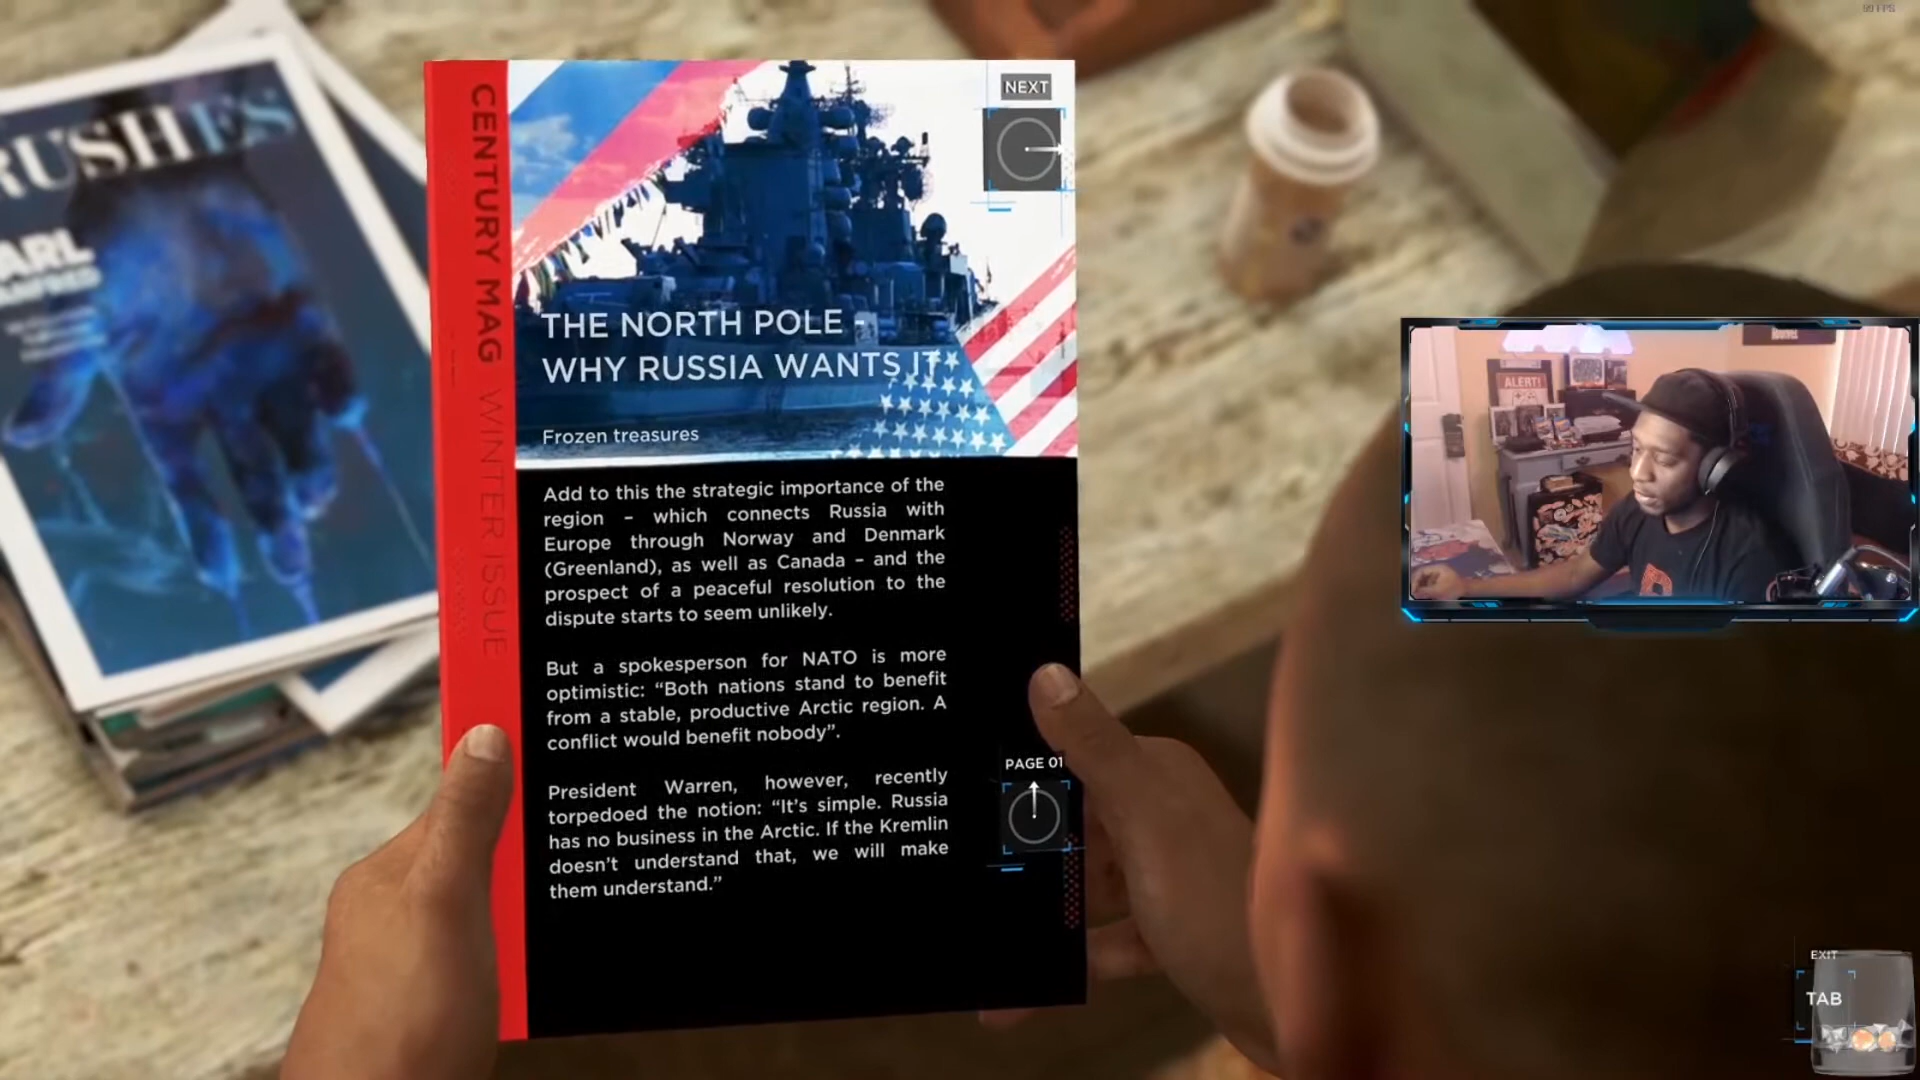 RUSHES
ARL
CENTURY MAG WINTER ISSUE
NEXT
THE NORTH POLE -
WHY RUSSIA WANTS IT
Frozen treasures
Add to this the strategic importance of the
region - which connects Russia with
Europe through Norway and Denmark
(Greenland), as well as Canada - and the
prospect of a peaceful resolution to the
dispute starts to seem unlikely.
But a spokesperson for NATO is more
optimistic: “Both nations stand to benefit
from a stable, productive Arctic region. A
conflict would benefit nobody”.
President Warren, however, recently
torpedoed the notion: “It’s simple. Russia
has no business in the Arctic. If the Kremlin
doesn’t understand that, we will make
them understand.”
PAGE 01
ALERT!
EXIT
TAB